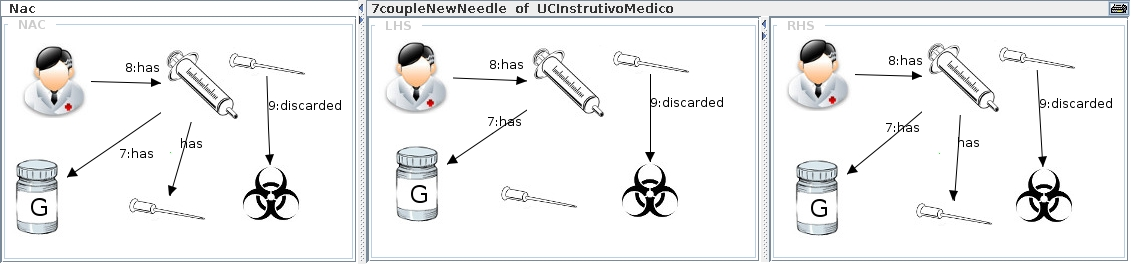 Nac
7coupleNewNeedle of UCInstrutivoMedico
NAC
LHS
RHS
8:has
9:discarded
7:has
has
G
8:has
9:discarded
7:has
G
8:has
9:discarded
7:has
has
G